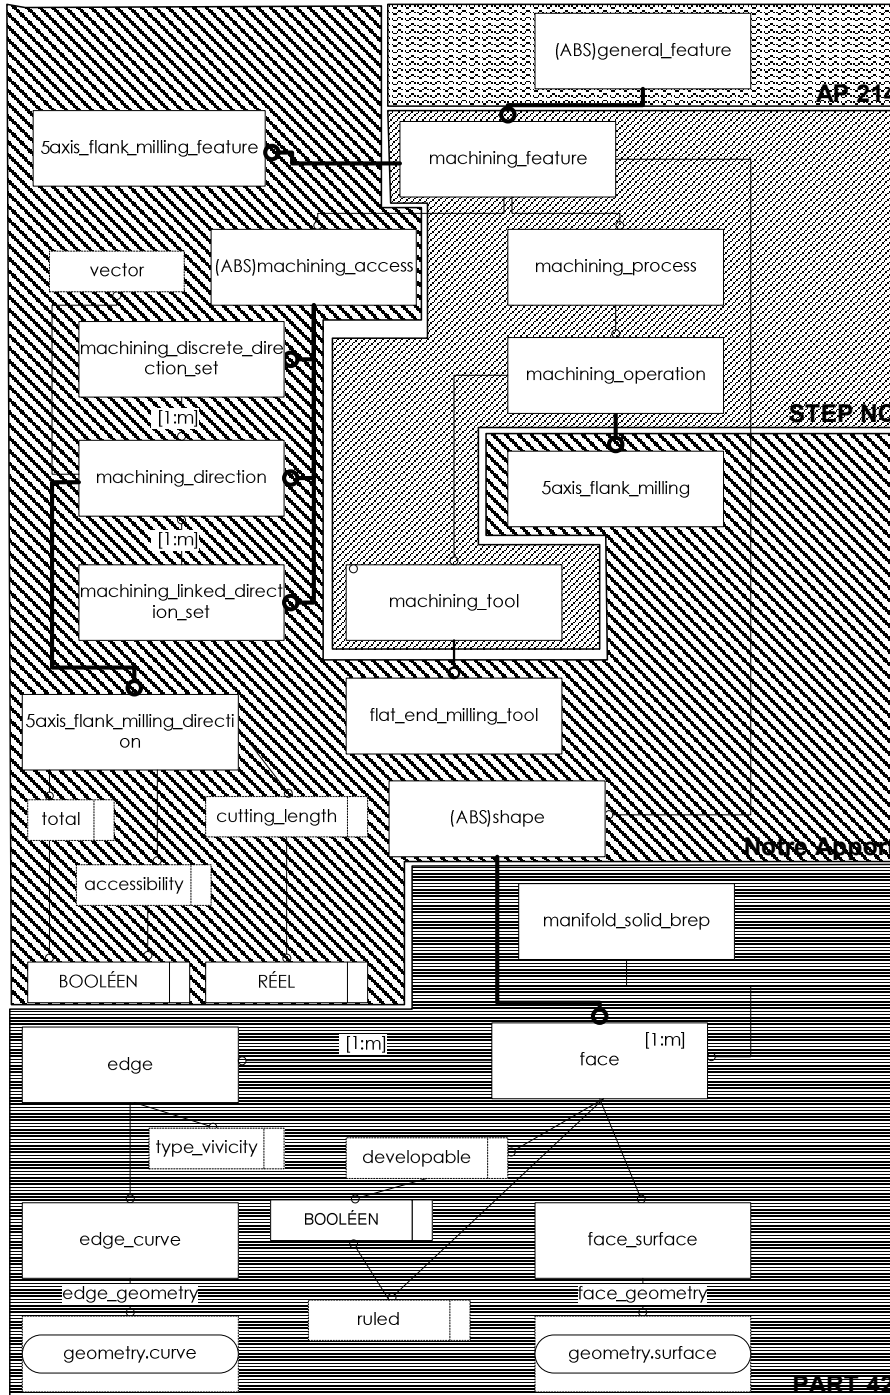 (ABS)general_feature
AP 214
5axis_flank_milling_feature
machining_feature
vector
(ABS)machining_access
machining_process
machining_discrete_dire
ction_set
machining_operation
[1:m]
STEP NC
machining_direction
5axis_flank_milling
[1:m]
machining_linked_direct
ion_set
machining_tool
5axis_flank_milling_directi
on
flat_end_milling_tool
total
cutting_length
(ABS)shape
Notre Apport
accessibility
manifold_solid_brep
BOOLÉEN
RÉEL
edge
[1:m]
face
[1:m]
type_vivicity
developable
BOOLÉEN
edge_curve
face_surface
edge_geometry
face_geometry
ruled
geometry.curve
geometry.surface
PART 42